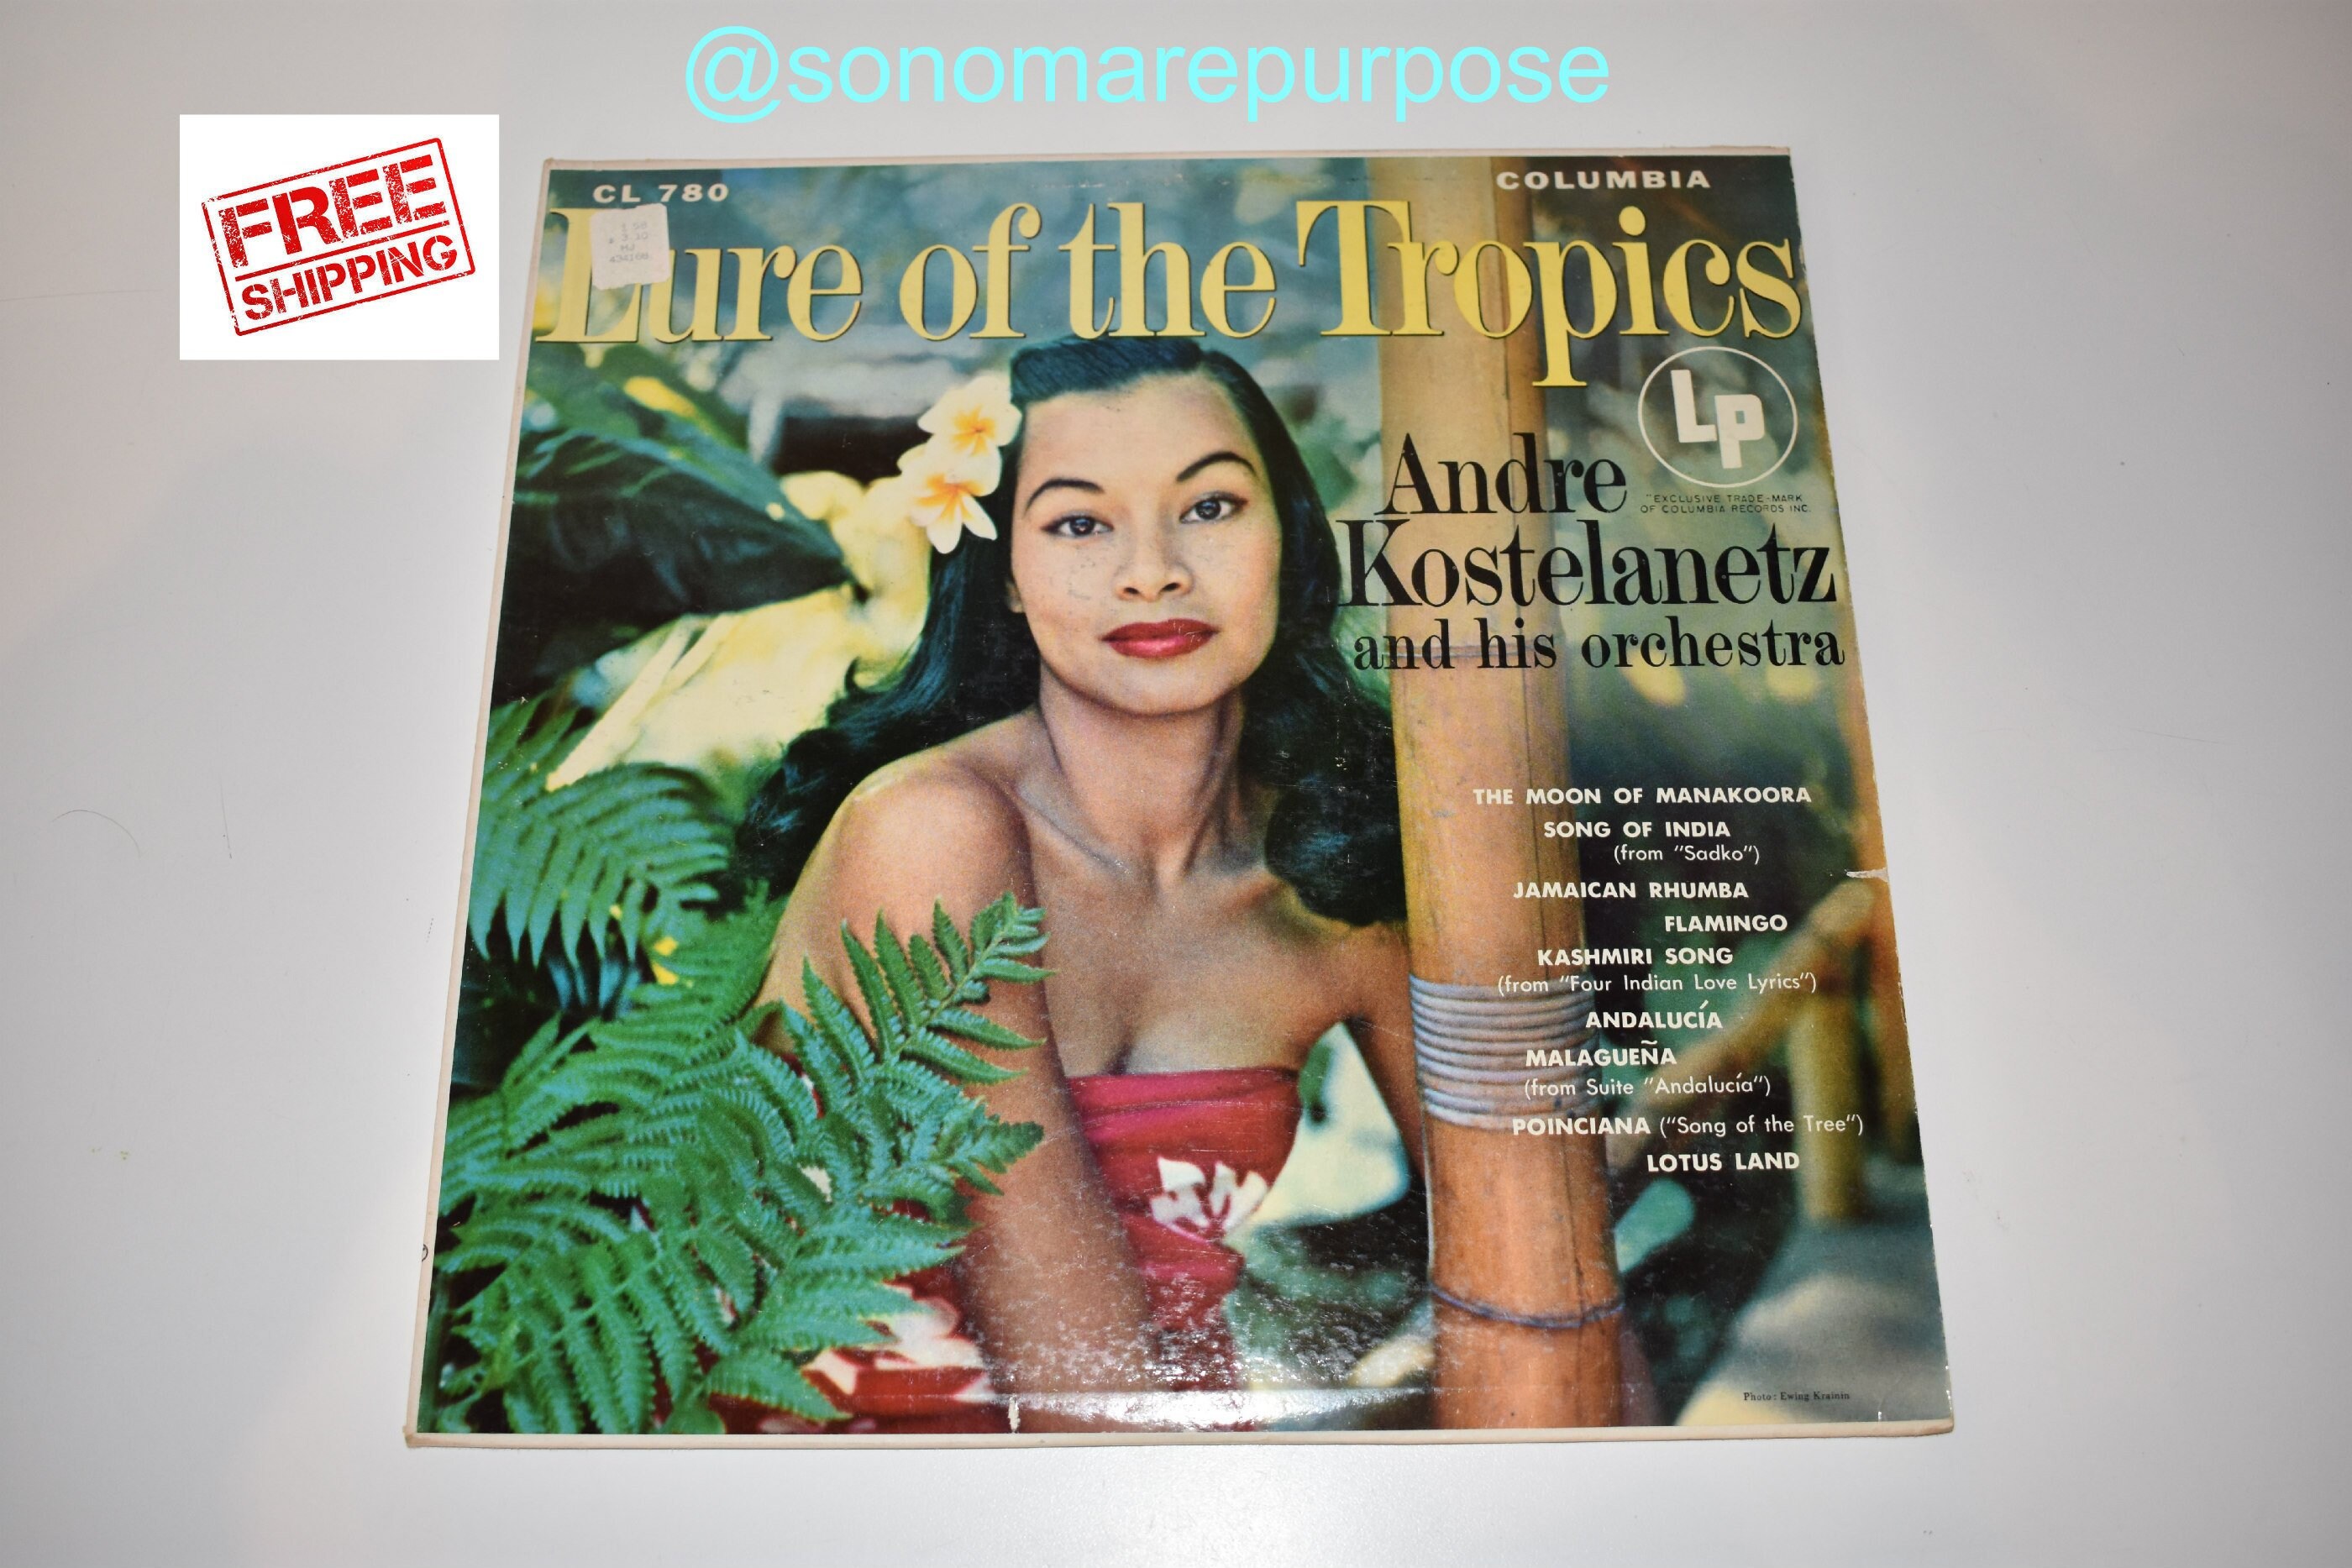 @sonomarepurpose
FREE
SHIPPING
CL 780
COLUMBIA
Lure of the Tropics
LP
Andre
"EXCLUSIVE TRADE-MARK
OF COLUMBIA RECORDS INC.
Kostelanetz
and his orchestra
THE MOON OF MANAKOORA
SONG OF INDIA
(from "Sadko")
JAMAICAN RHUMBA
FLAMINGO
KASHMIRI SONG
(from "Four Indian Love Lyrics")
ANDALUCÍA
MALAGUEÑA
(from Suite "Andalucía")
POINCIANA ("Song of the Tree")
LOTUS LAND
Photo: Ewing Krainin